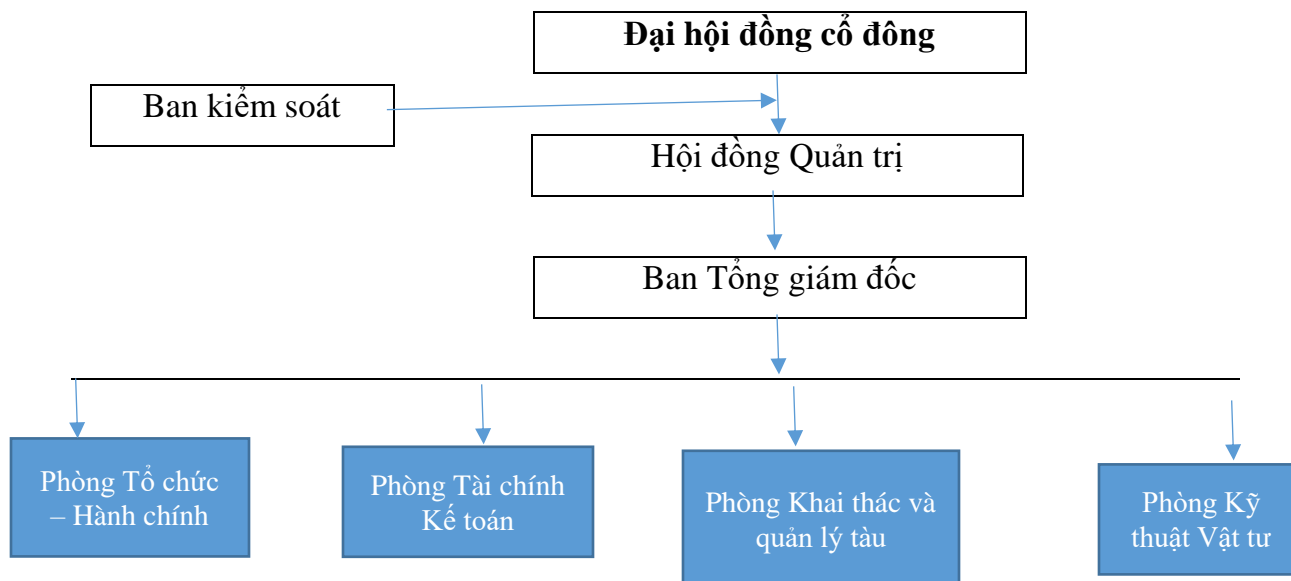 Đại hội đồng cổ đông
Ban kiểm soát
Hội đồng Quản trị
Ban Tổng giám đốc
Phòng Tổ chức
– Hành chính
Phòng Tài chính
Kế toán
Phòng Khai thác và
quản lý tàu
Phòng Kỹ
thuật Vật tư